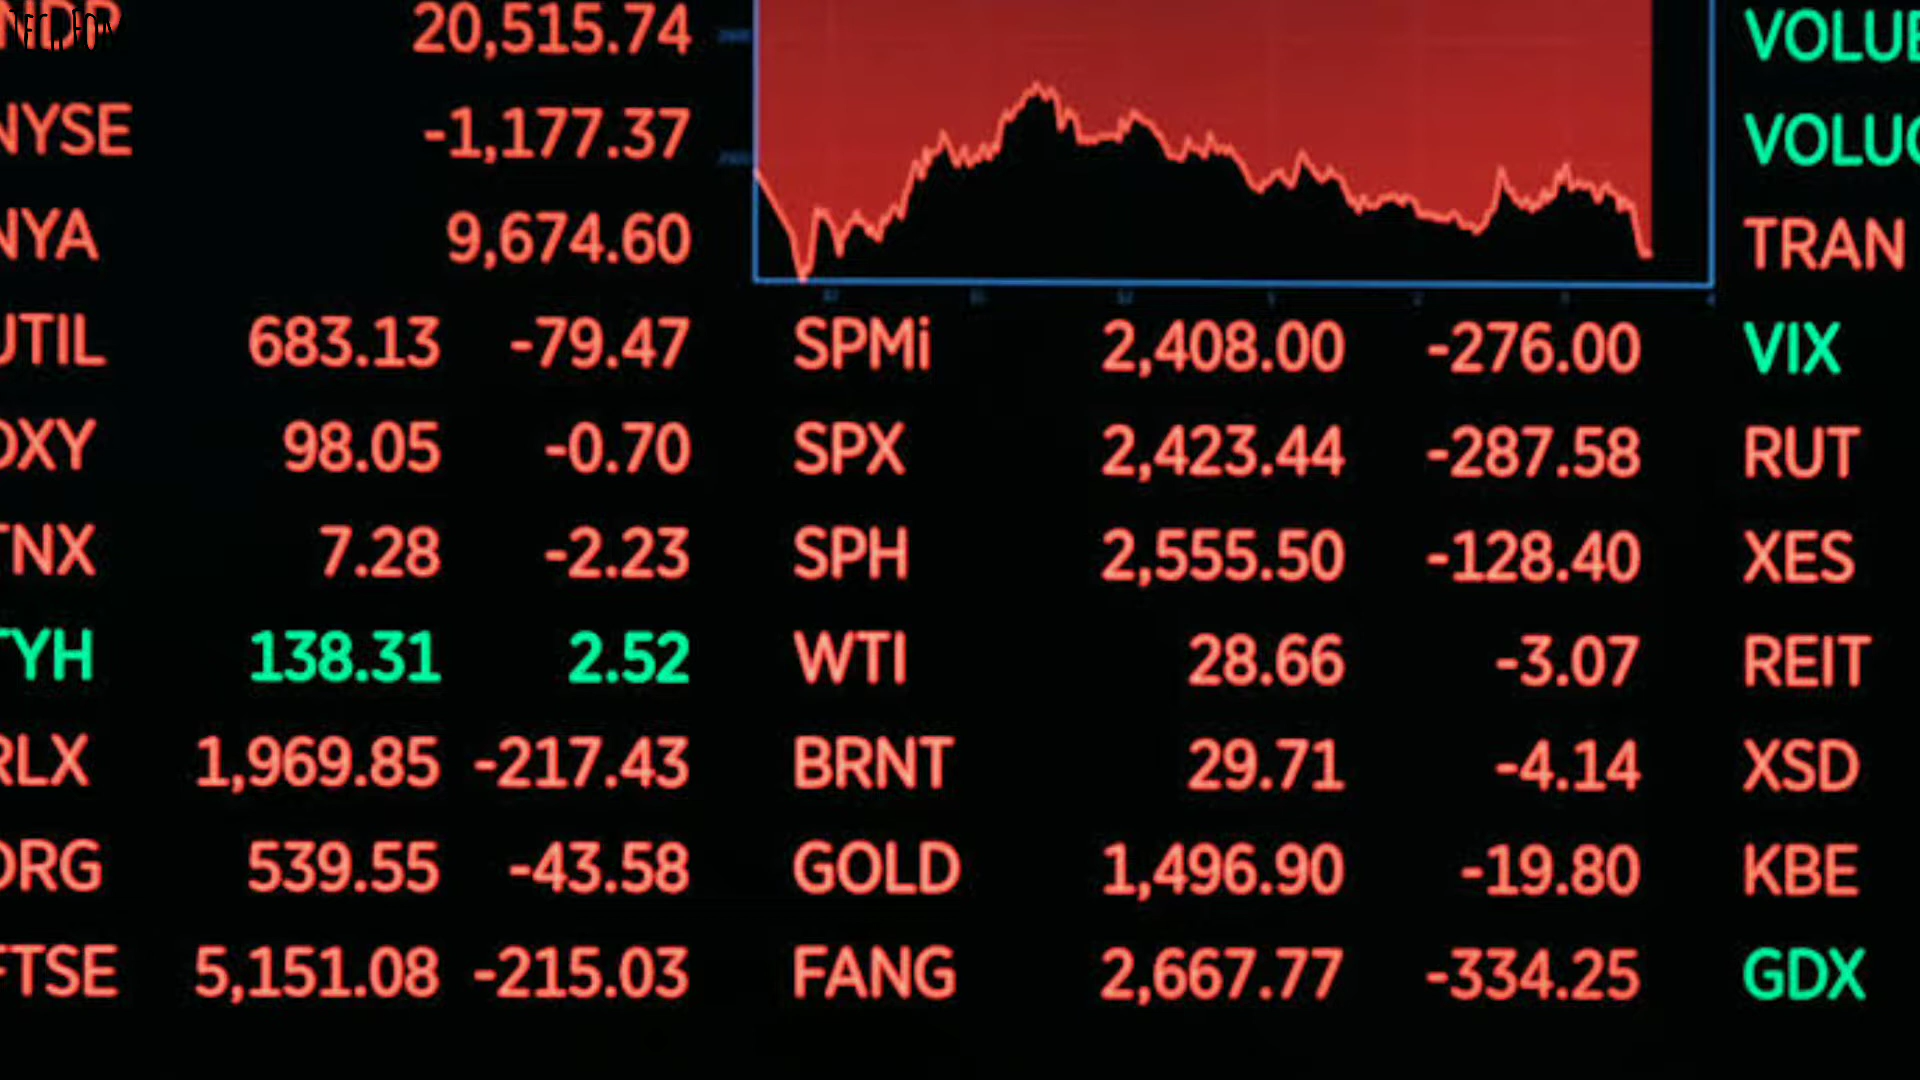 20,515.74
VOLUE
NYSE -1,177.37
VOLUC
NYA 9,674.60
TRAN
UTIL 683.13 -79.47 SPMi 2,408.00 -276.00 VIX
DXY 98.05 -0.70 SPX 2,423.44 -287.58 RUT
TNX 7.28 -2.23 SPH 2,555.50 -128.40 XES
TYH 138.31 2.52 WTI 28.66 -3.07 REIT
RLX 1,969.85 -217.43 BRNT 29.71 -4.14 XSD
DRG 539.55 -43.58 GOLD 1,496.90 -19.80 KBE
FTSE 5,151.08 -215.03 FANG 2,667.77 -334.25 GDX